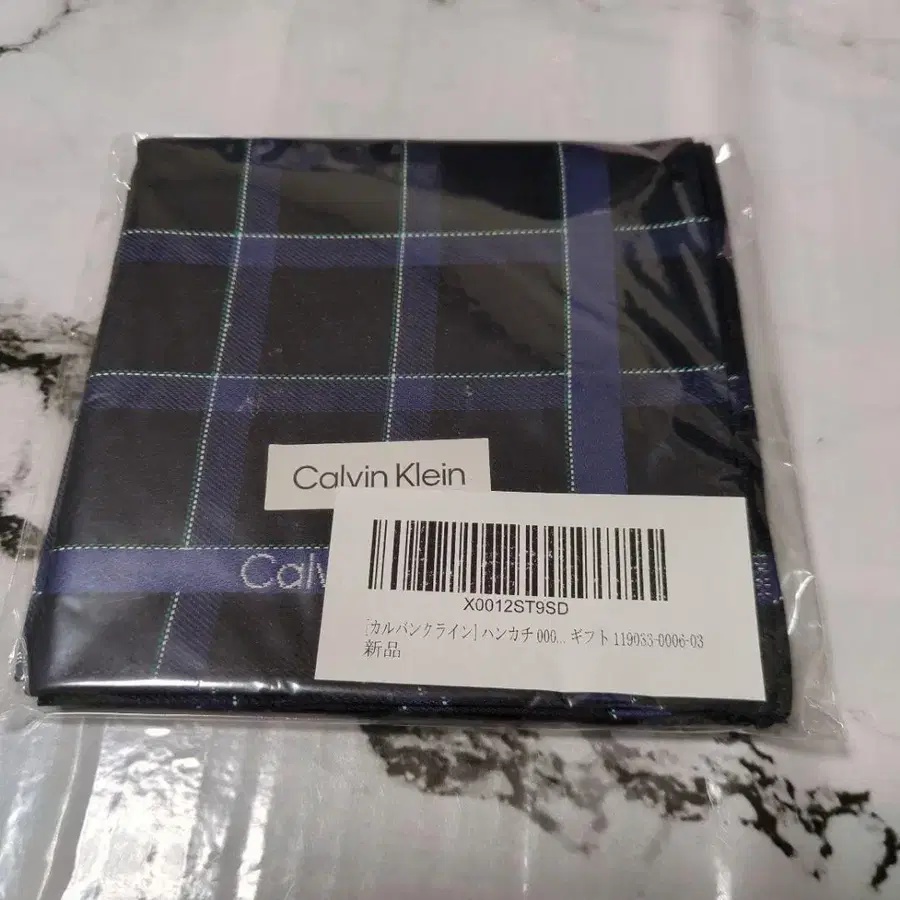 Calvin Klein
Calv
X0012ST9SD
[カルバンクライン] ハンカチ 000... ギフト 119033-0006-03
新品